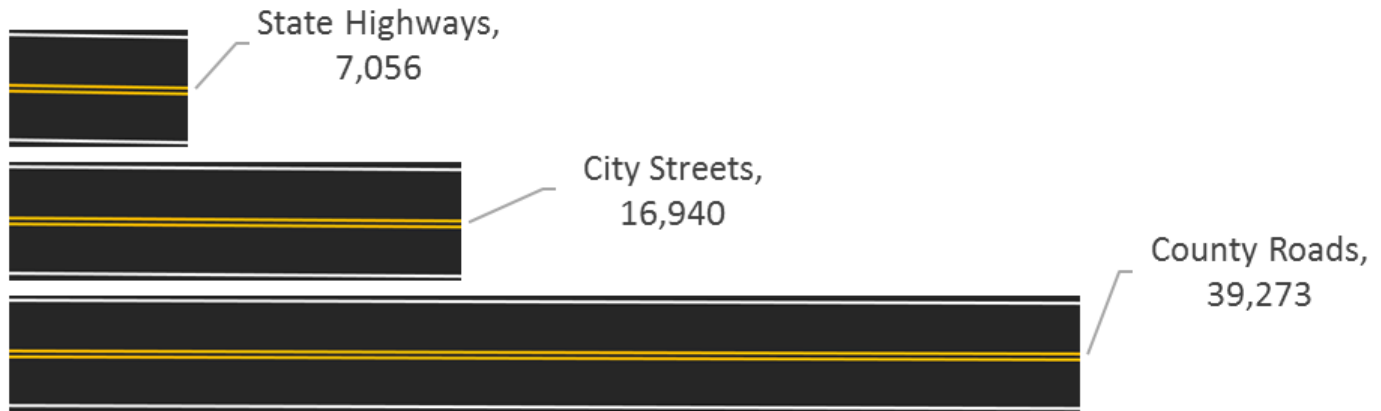 State Highways,
7,056
City Streets,
16,940
County Roads,
39,273